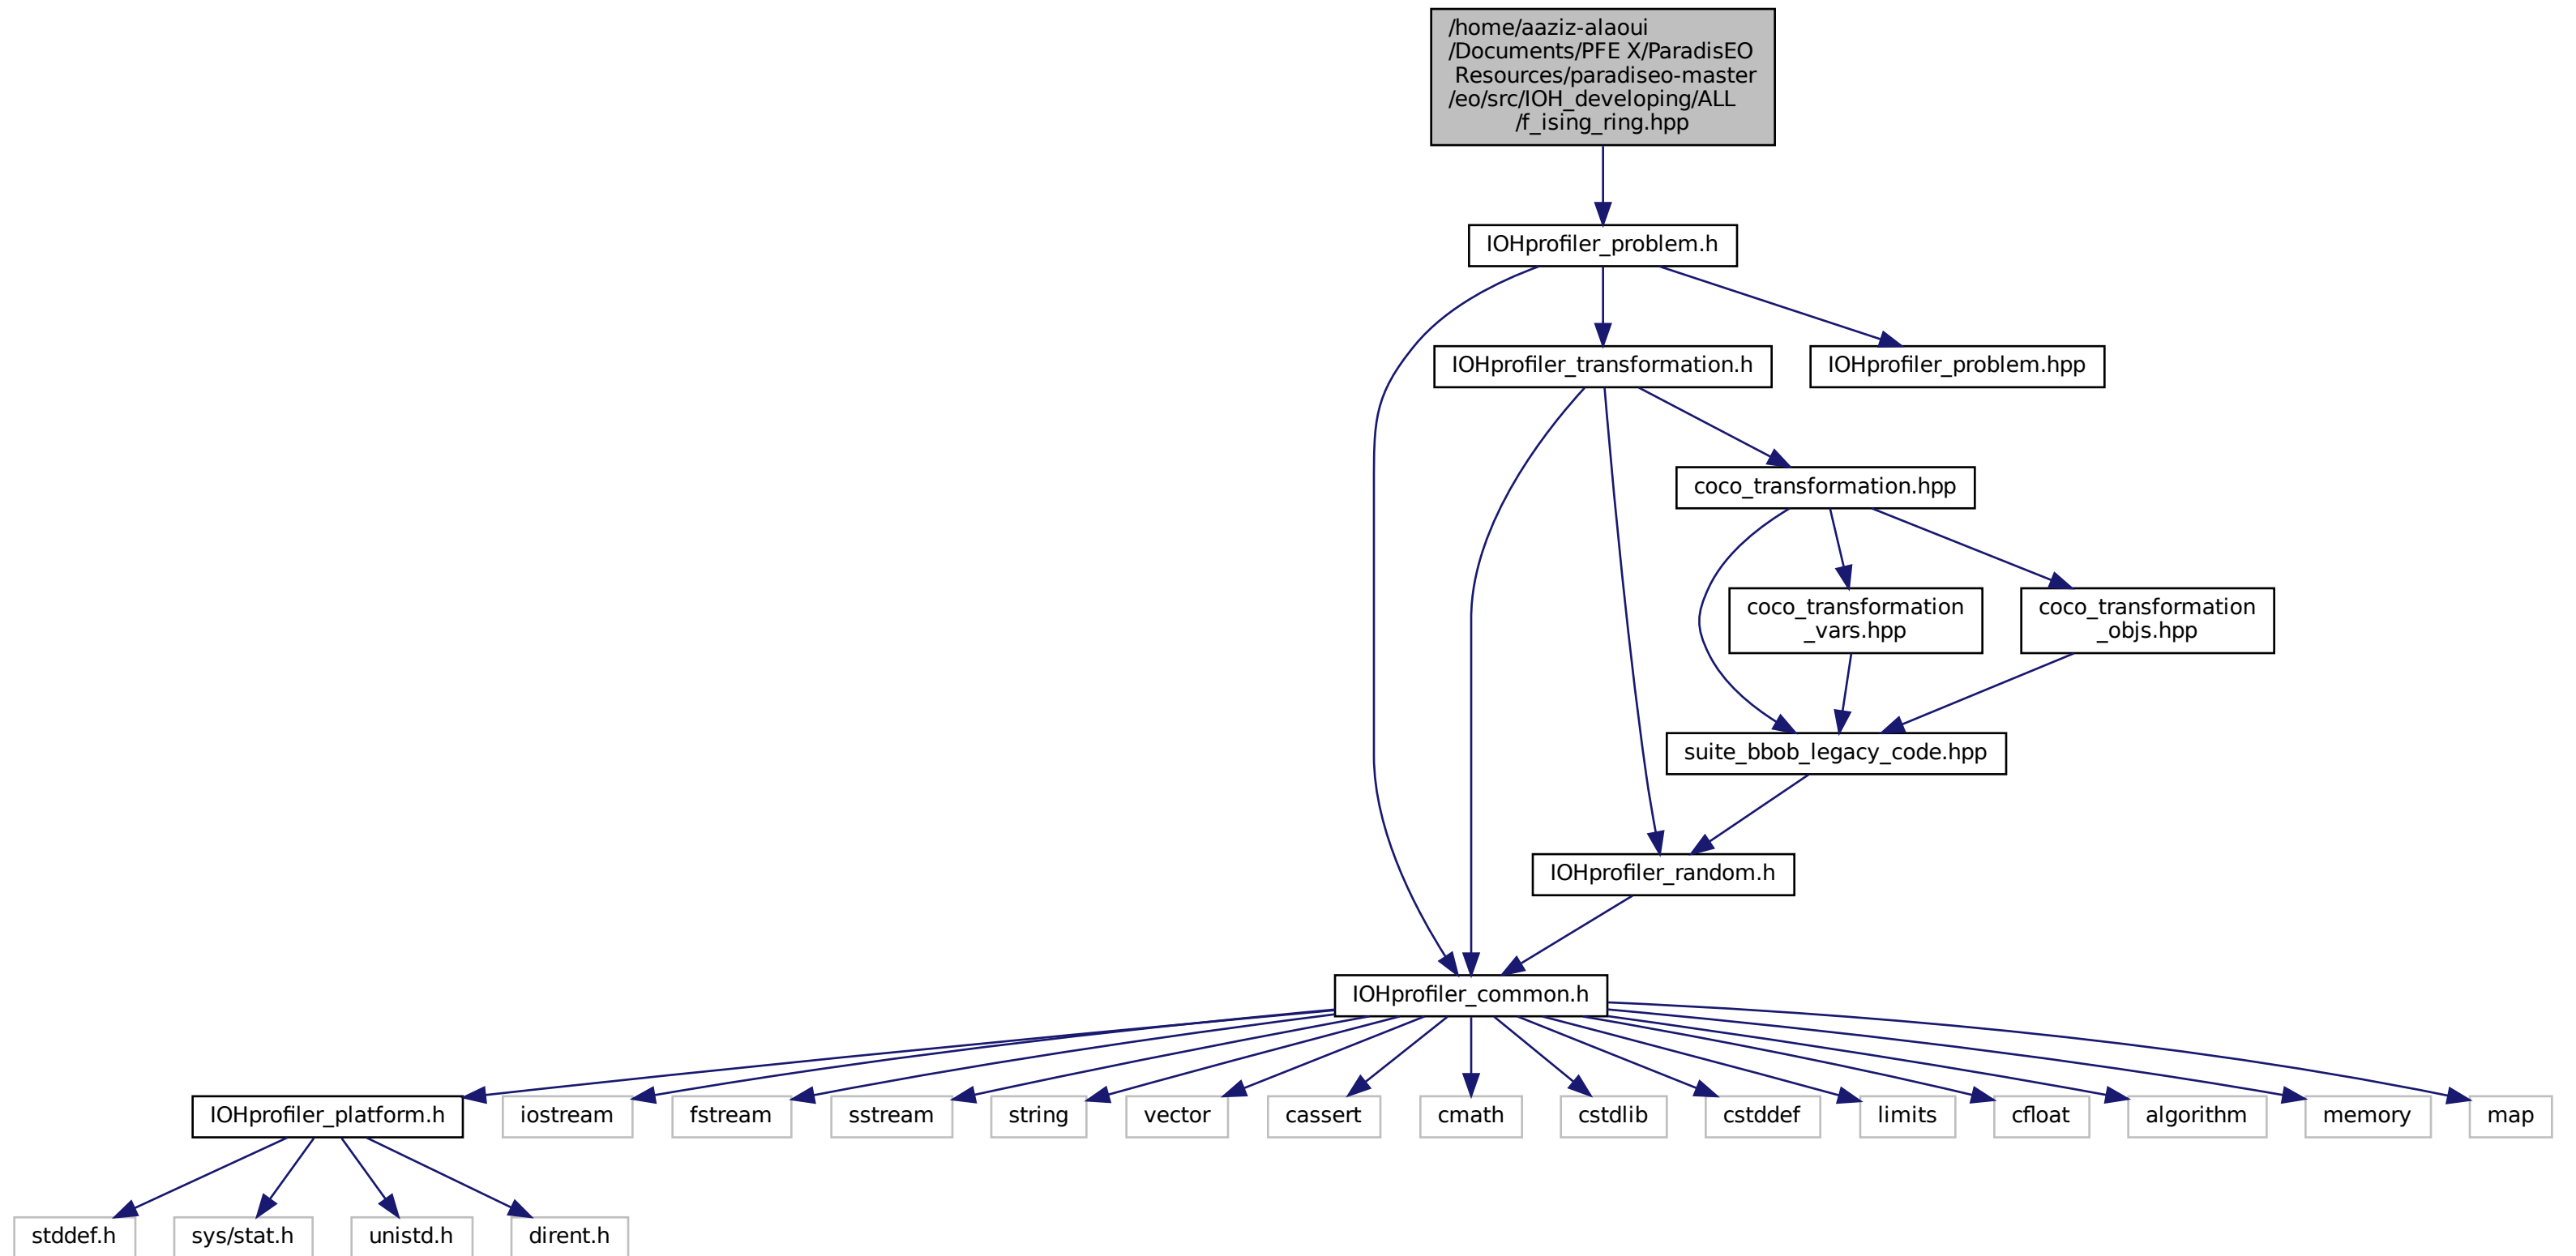 /home/aaziz-alaoui
/Documents/PFE X/ParadisEO
Resources/paradiseo-master
/eo/src/IOH_developing/ALL
/f_ising_ring.hpp
IOHprofiler_problem.h
IOHprofiler_transformation.h
IOHprofiler_problem.hpp
coco_transformation.hpp
coco_transformation
_vars.hpp
coco_transformation
_objs.hpp
suite_bbob_legacy_code.hpp
IOHprofiler_random.h
IOHprofiler_common.h
IOHprofiler_platform.h
iostream
fstream
sstream
string
vector
cassert
cmath
cstdlib
cstddef
limits
cfloat
algorithm
memory
map
stddef.h
sys/stat.h
unistd.h
dirent.h